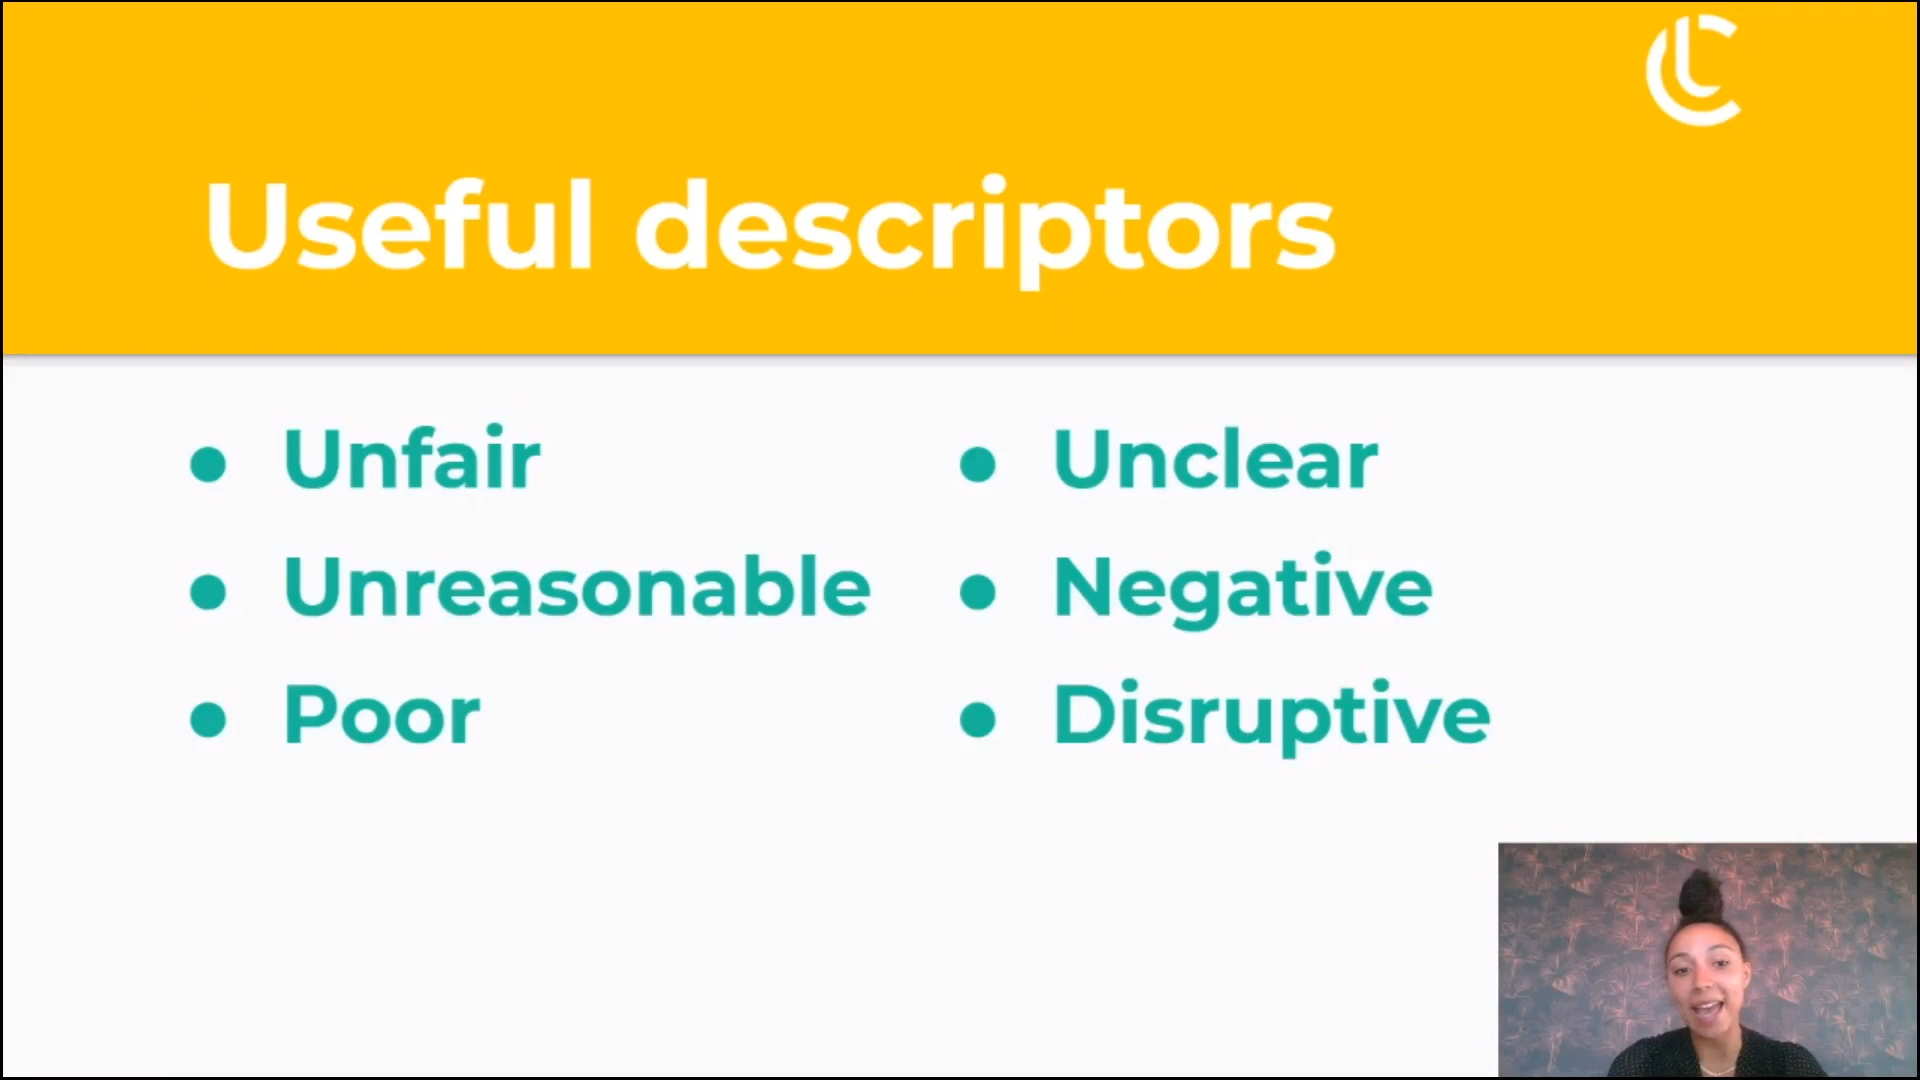 Useful descriptors
• Unfair
• Unreasonable
• Poor
• Unclear
• Negative
• Disruptive